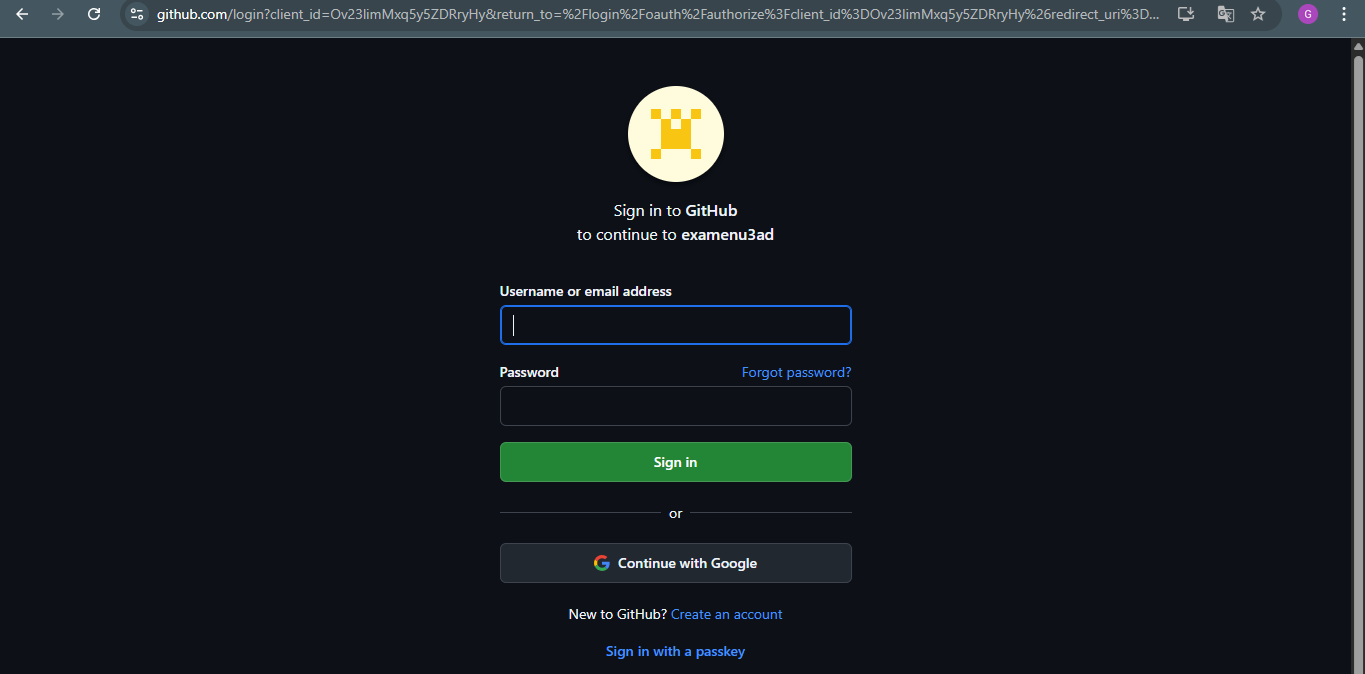 github.com/login?client_id=Ov23limMxq5y5ZDRryHy&return_to=%2Flogin%2Foauth%2Fauthorize%3Fclient_id%3DOv23limMxq5y5ZDRryHy%26redirect_uri%3D...
G
Sign in to GitHub
to continue to examenu3ad
Username or email address
Password
Forgot password?
Sign in
or
Continue with Google
New to GitHub? Create an account
Sign in with a passkey